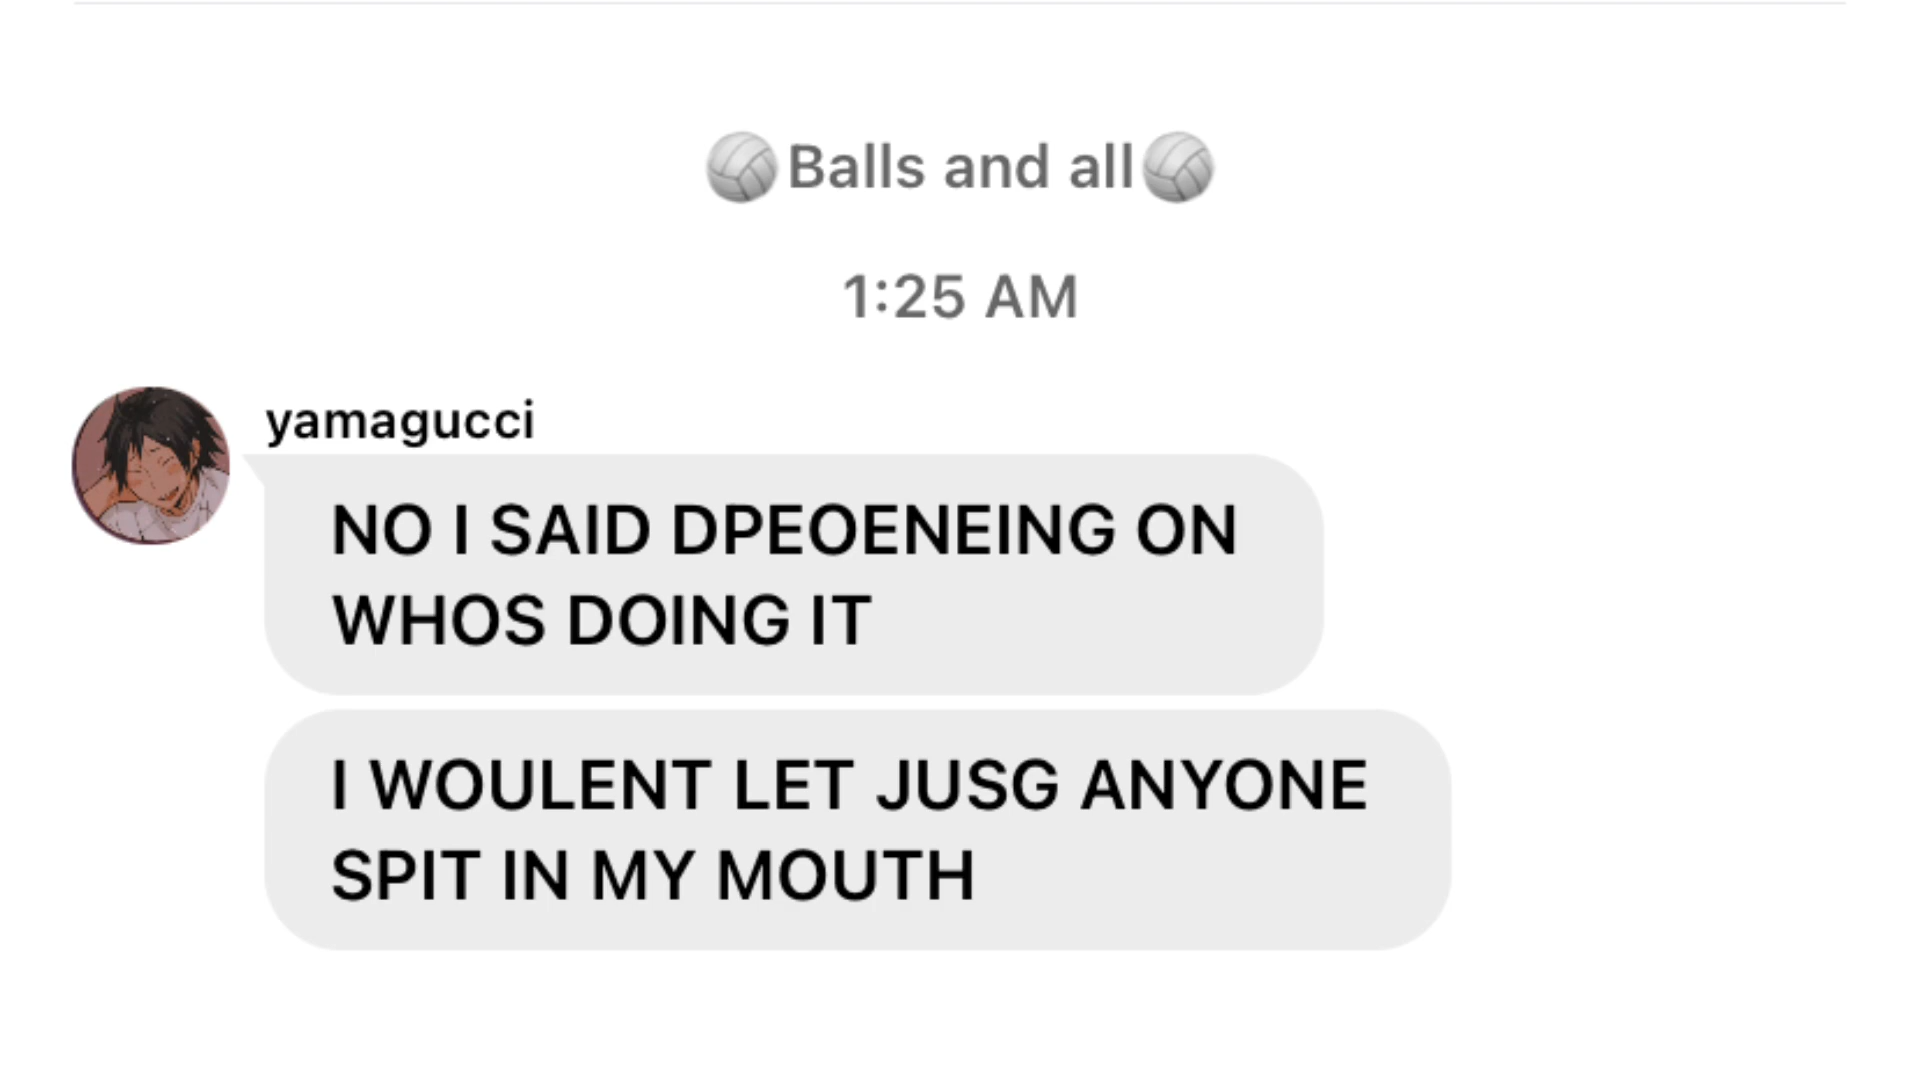 🏐Balls and all🏐
1:25 AM
yamagucci
NO I SAID DPEOENEING ON
WHOS DOING IT
I WOULENT LET JUSG ANYONE
SPIT IN MY MOUTH